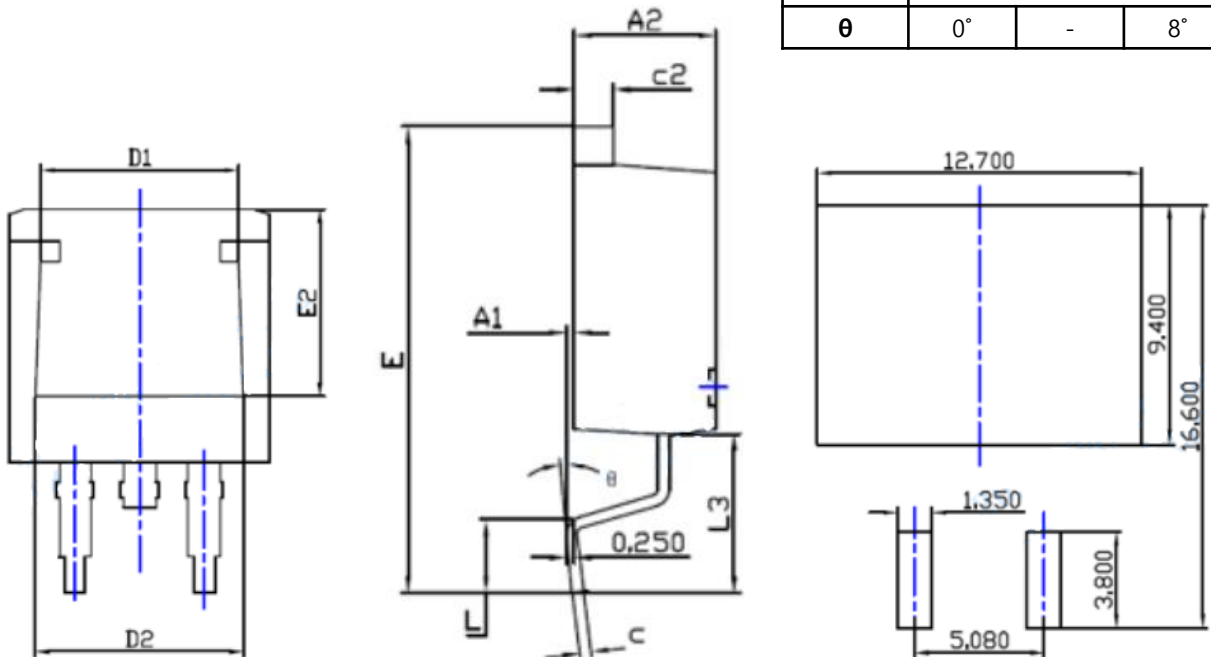 θ 0° - 8°
A2
c2
D1
12.700
E2
A1
E
9.400
16.600
θ
L3
1.350
0.250
3.800
L
c
D2
5.080